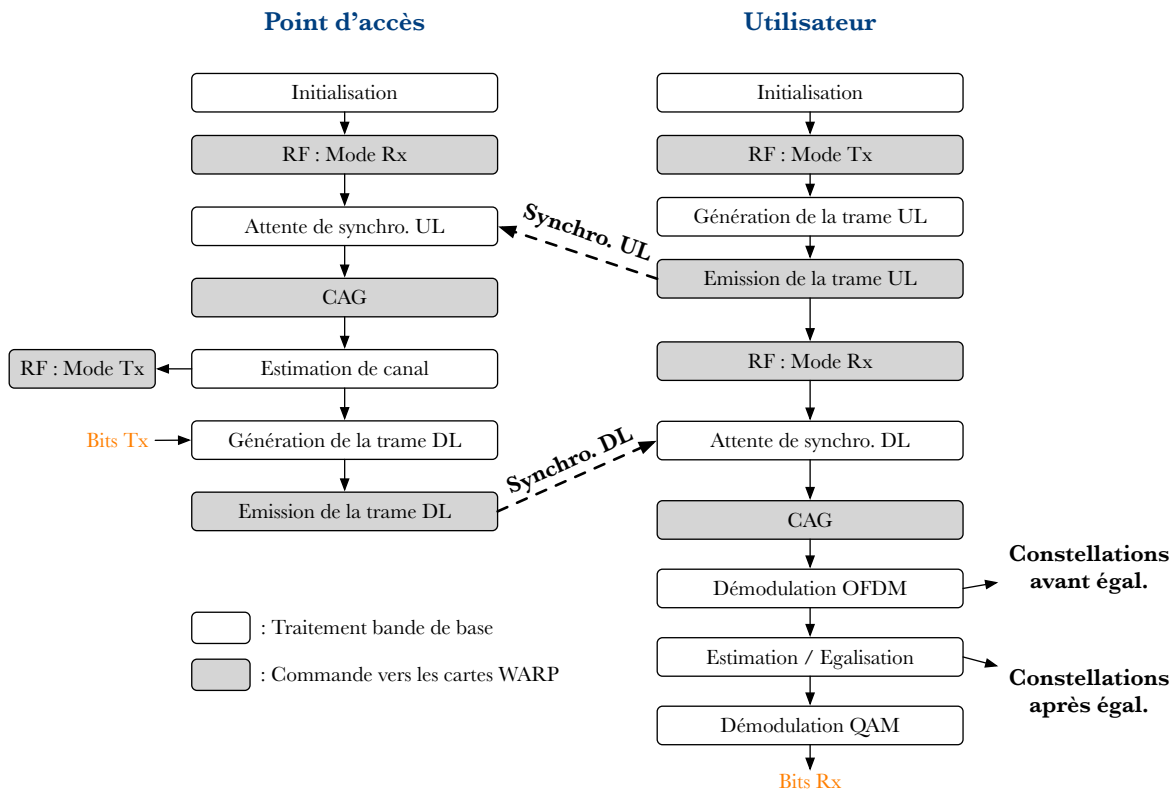 Point d'accès
Initialisation
RF : Mode Rx
Attente de synchro. UL
CAG
RF : Mode Tx
Estimation de canal
Bits Tx
Génération de la trame DL
Emission de la trame DL
: Traitement bande de base
: Commande vers les cartes WARP
Synchro. UL
Synchro. DL
Utilisateur
Initialisation
RF : Mode Tx
Génération de la trame UL
Emission de la trame UL
RF : Mode Rx
Attente de synchro. DL
CAG
Démodulation OFDM
Constellations
avant égal.
Estimation / Egalisation
Constellations
après égal.
Démodulation QAM
Bits Rx